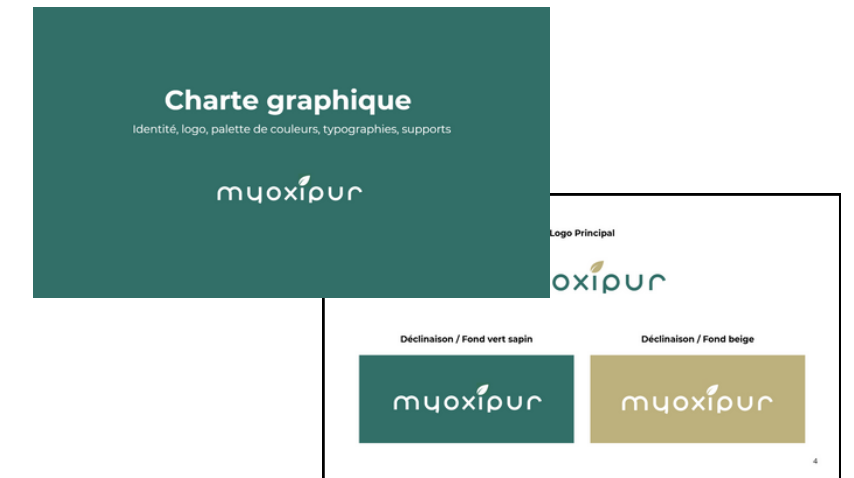 Charte graphique
Identité, logo, palette de couleurs, typographies, supports
myoxipur
Logo Principal
oxipur
Déclinaison / Fond vert sapin
Déclinaison / Fond beige
myoxipur
myoxipur
4